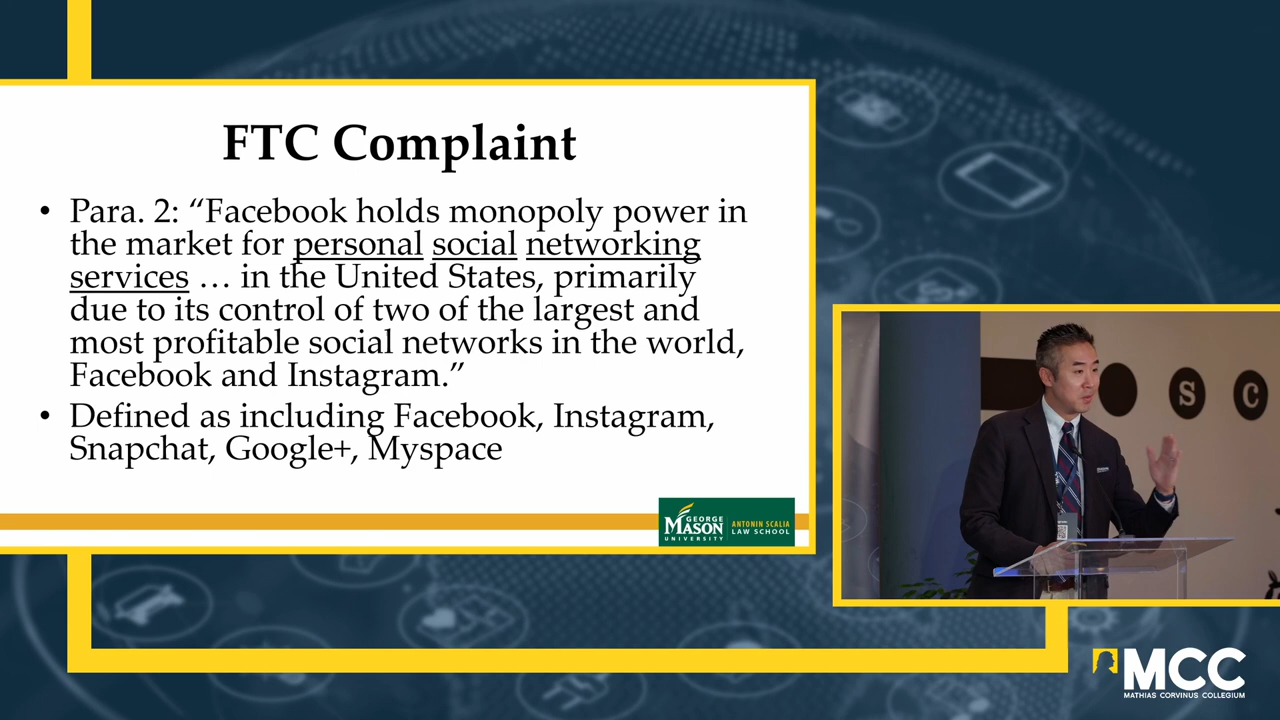 FTC Complaint
• Para. 2: “Facebook holds monopoly power in
the market for personal social networking
services … in the United States, primarily
due to its control of two of the largest and
most profitable social networks in the world,
Facebook and Instagram.”
• Defined as including Facebook, Instagram,
Snapchat, Google+, Myspace
GEORGE
MASON
UNIVERSITY
ANTONIN SCALIA
LAW SCHOOL
S C
MCC
MATHIAS CORVINUS COLLEGIUM